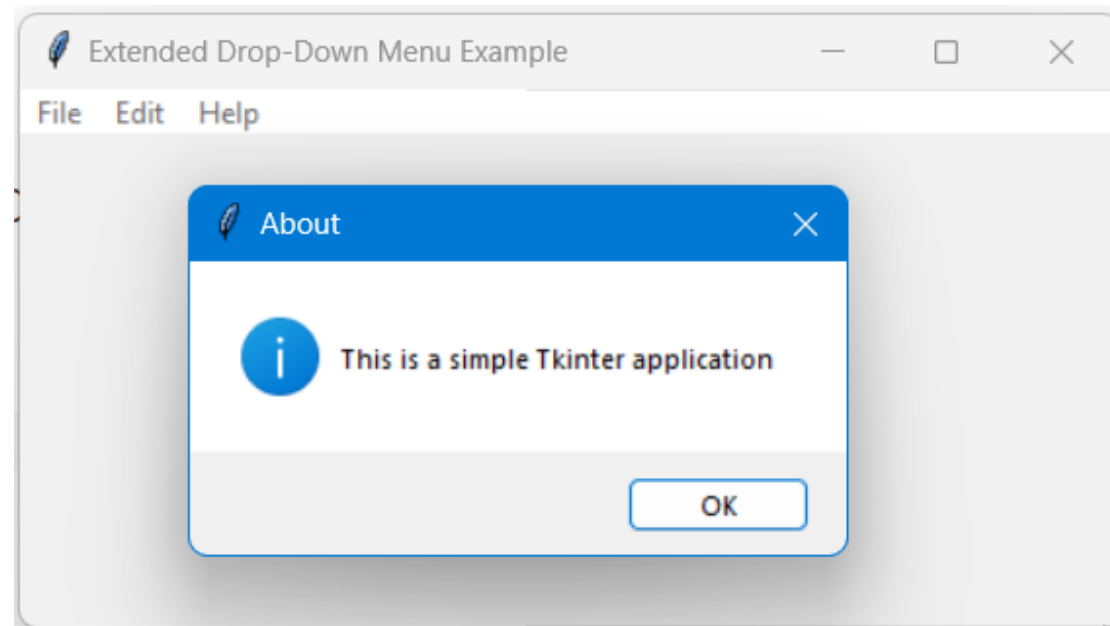 Extended Drop-Down Menu Example
File Edit Help
About
This is a simple Tkinter application
OK